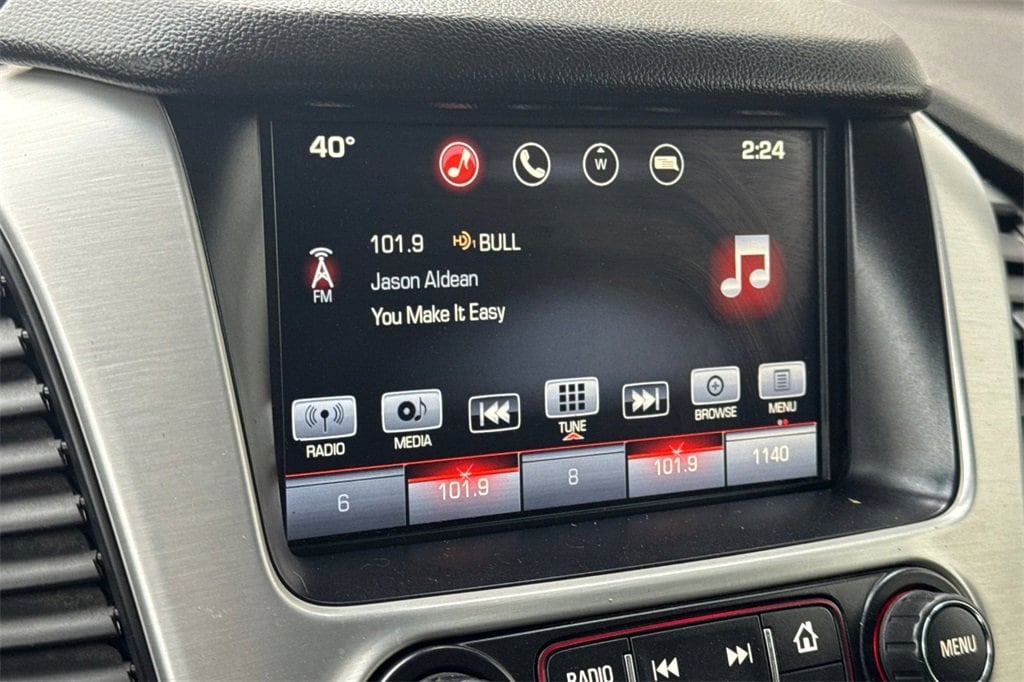 40° W 2:24
101.9 HD1 BULL
Jason Aldean
FM You Make It Easy
RADIO MEDIA TUNE BROWSE MENU
6 101.9 8 101.9 1140
RADIO MENU